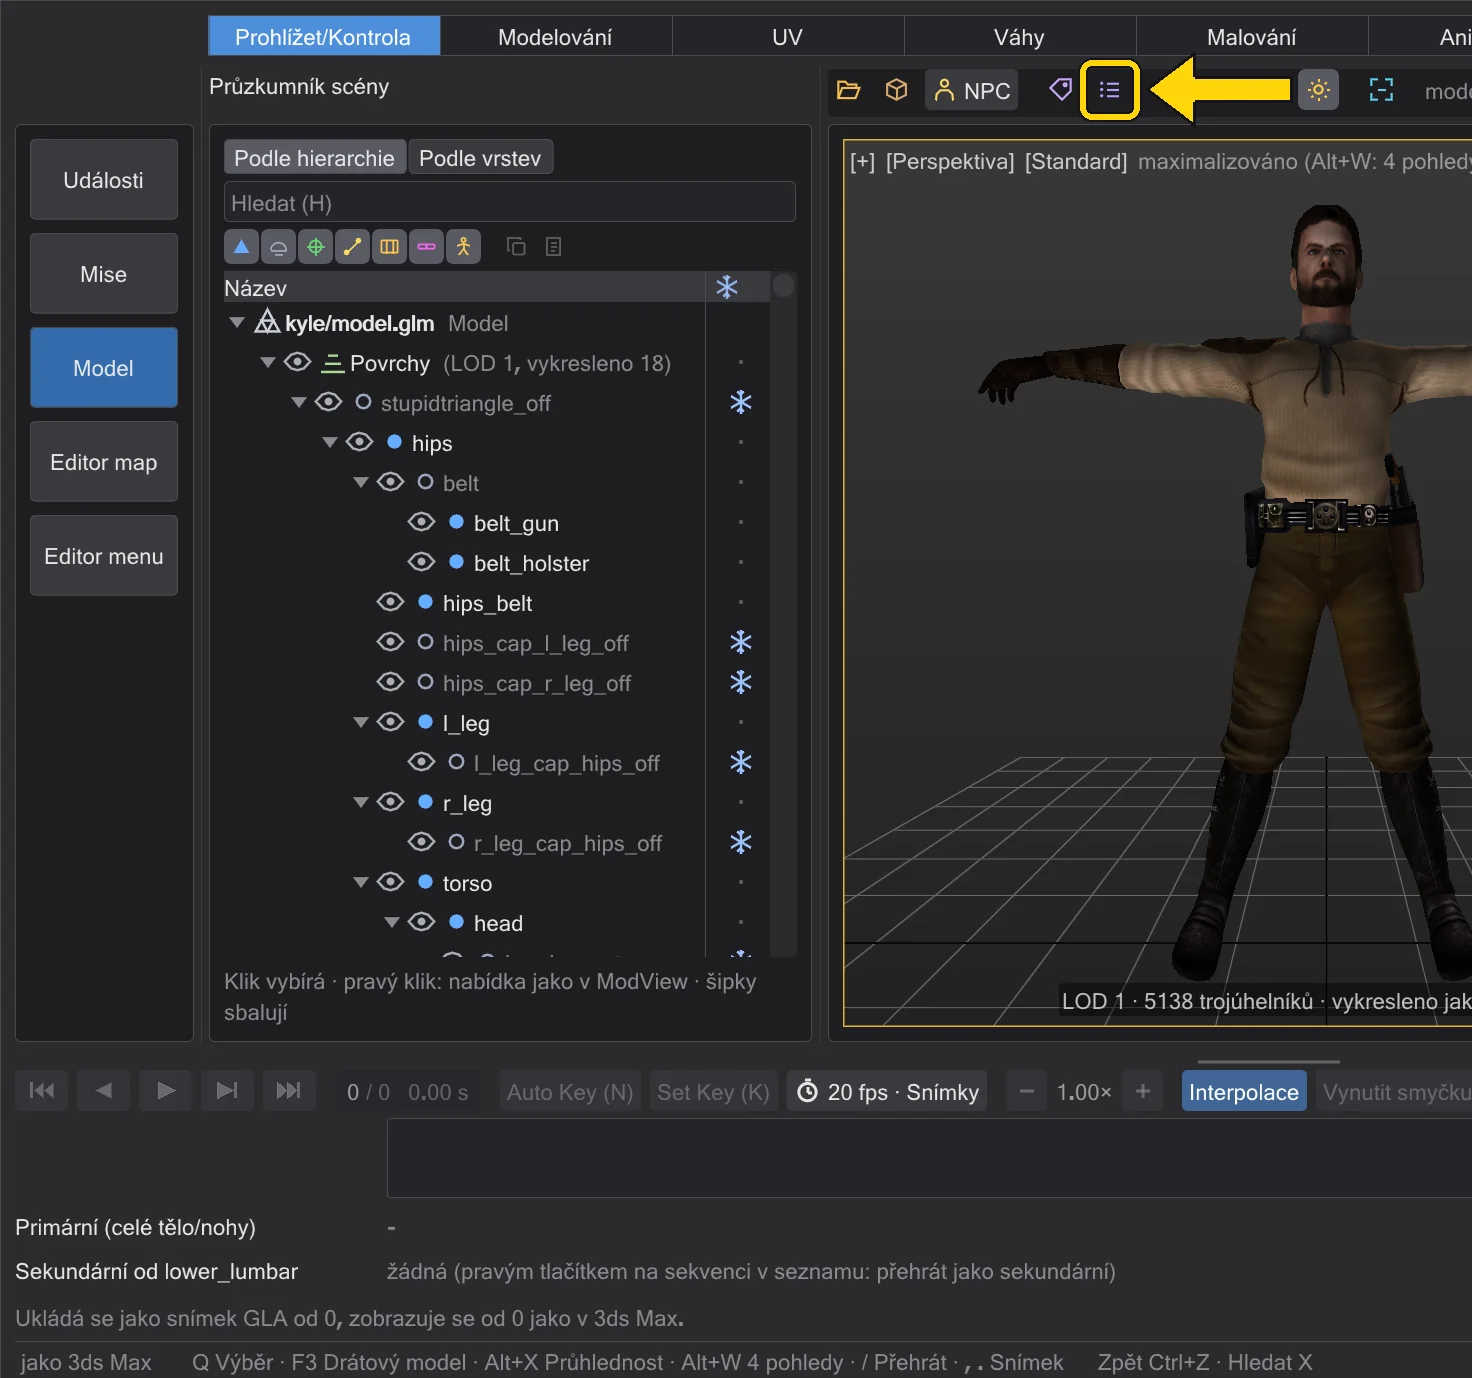 Prohlížet/Kontrola
Modelování
UV
Váhy
Malování
Ani
Průzkumník scény
NPC
mode
Události
Mise
Model
Editor map
Editor menu
Podle hierarchie
Podle vrstev
Hledat (H)
Název
kyle/model.glm Model
Povrchy (LOD 1, vykresleno 18)
stupidtriangle_off
hips
belt
belt_gun
belt_holster
hips_belt
hips_cap_l_leg_off
hips_cap_r_leg_off
l_leg
l_leg_cap_hips_off
r_leg
r_leg_cap_hips_off
torso
head
Klik vybírá · pravý klik: nabídka jako v ModView · šipky
sbalují
[+] [Perspektiva] [Standard] maximalizováno (Alt+W: 4 pohledy
LOD 1 · 5138 trojúhelníků · vykresleno jak
0 / 0 0.00 s
Auto Key (N)
Set Key (K)
20 fps · Snímky
− 1.00× +
Interpolace
Vynutit smyčku
Primární (celé tělo/nohy) -
Sekundární od lower_lumbar žádná (pravým tlačítkem na sekvenci v seznamu: přehrát jako sekundární)
Ukládá se jako snímek GLA od 0, zobrazuje se od 0 jako v 3ds Max.
jako 3ds Max Q Výběr · F3 Drátový model · Alt+X Průhlednost · Alt+W 4 pohledy · / Přehrát · , . Snímek Zpět Ctrl+Z · Hledat X